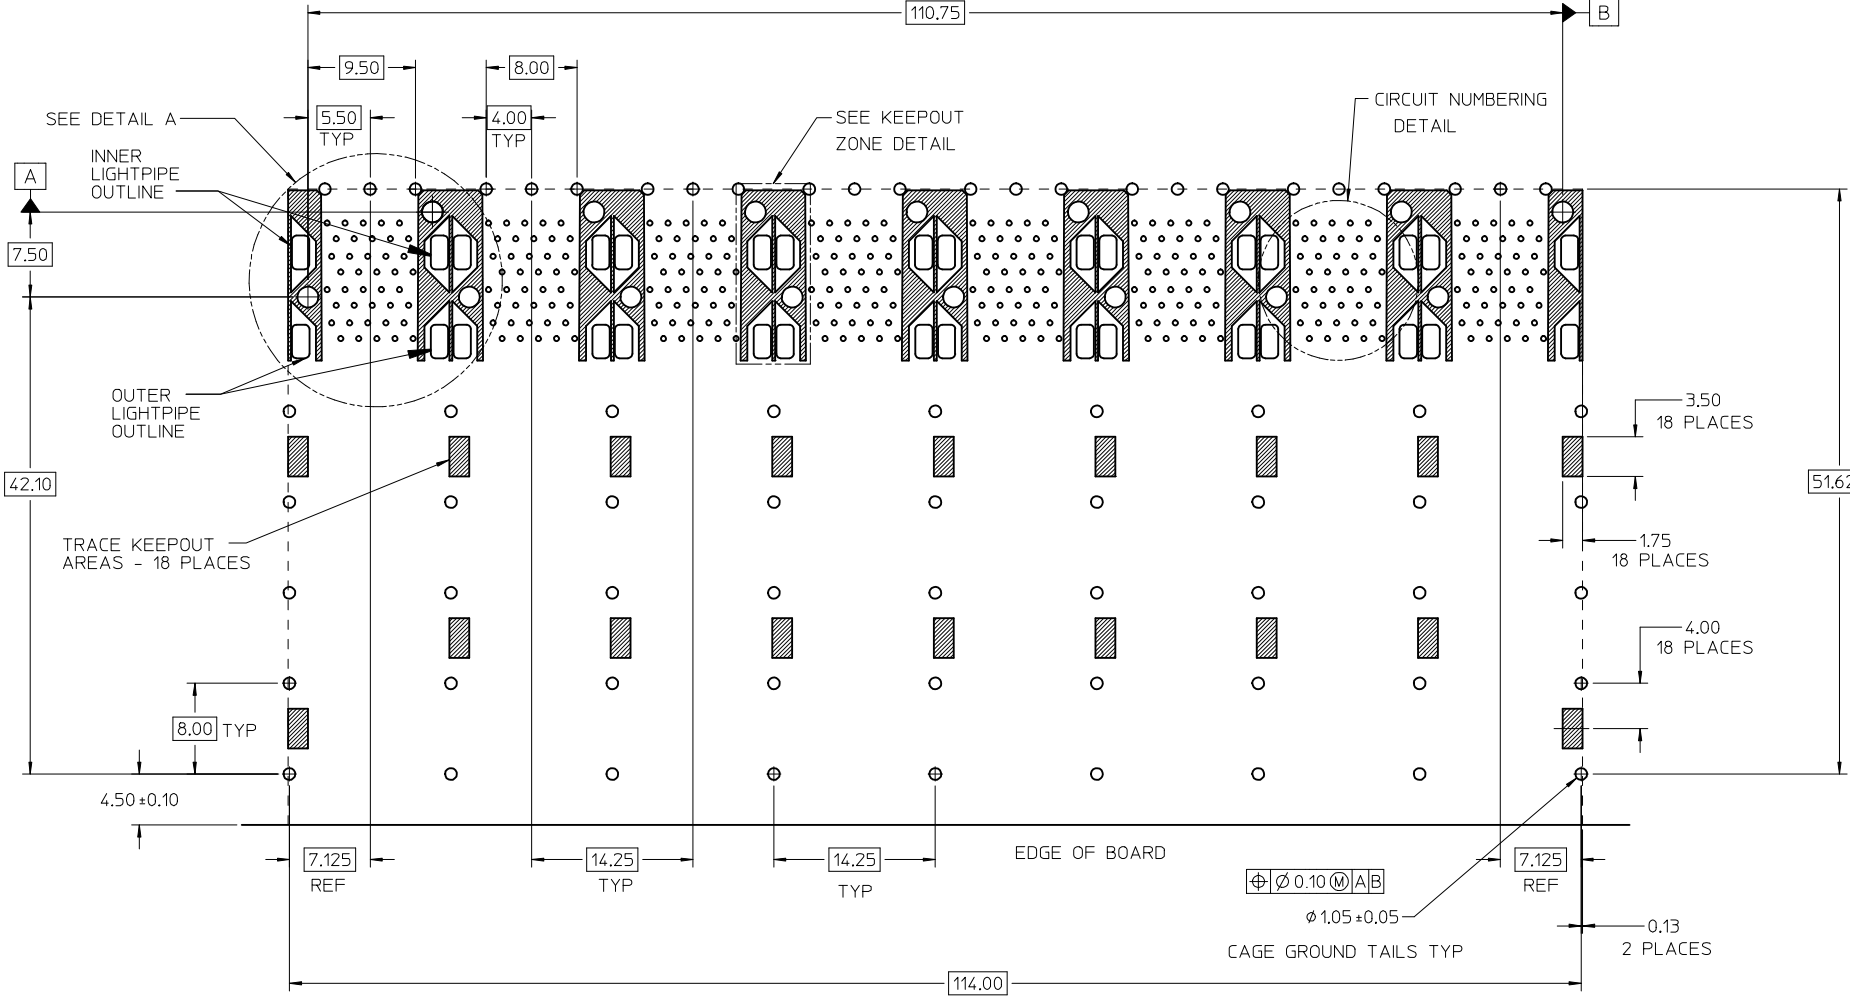 110.75
B
9.50
8.00
SEE DETAIL A
5.50
TYP
4.00
TYP
SEE KEEPOUT
ZONE DETAIL
CIRCUIT NUMBERING
DETAIL
INNER
LIGHTPIPE
OUTLINE
A
7.50
OUTER
LIGHTPIPE
OUTLINE
3.50
18 PLACES
42.10
51.62
TRACE KEEPOUT
AREAS - 18 PLACES
1.75
18 PLACES
4.00
18 PLACES
8.00 TYP
4.50 ±0.10
EDGE OF BOARD
7.125
REF
14.25
TYP
14.25
TYP
7.125
REF
⌖ Ø 0.10 Ⓜ A B
Ø 1.05 ±0.05
CAGE GROUND TAILS TYP
0.13
2 PLACES
114.00